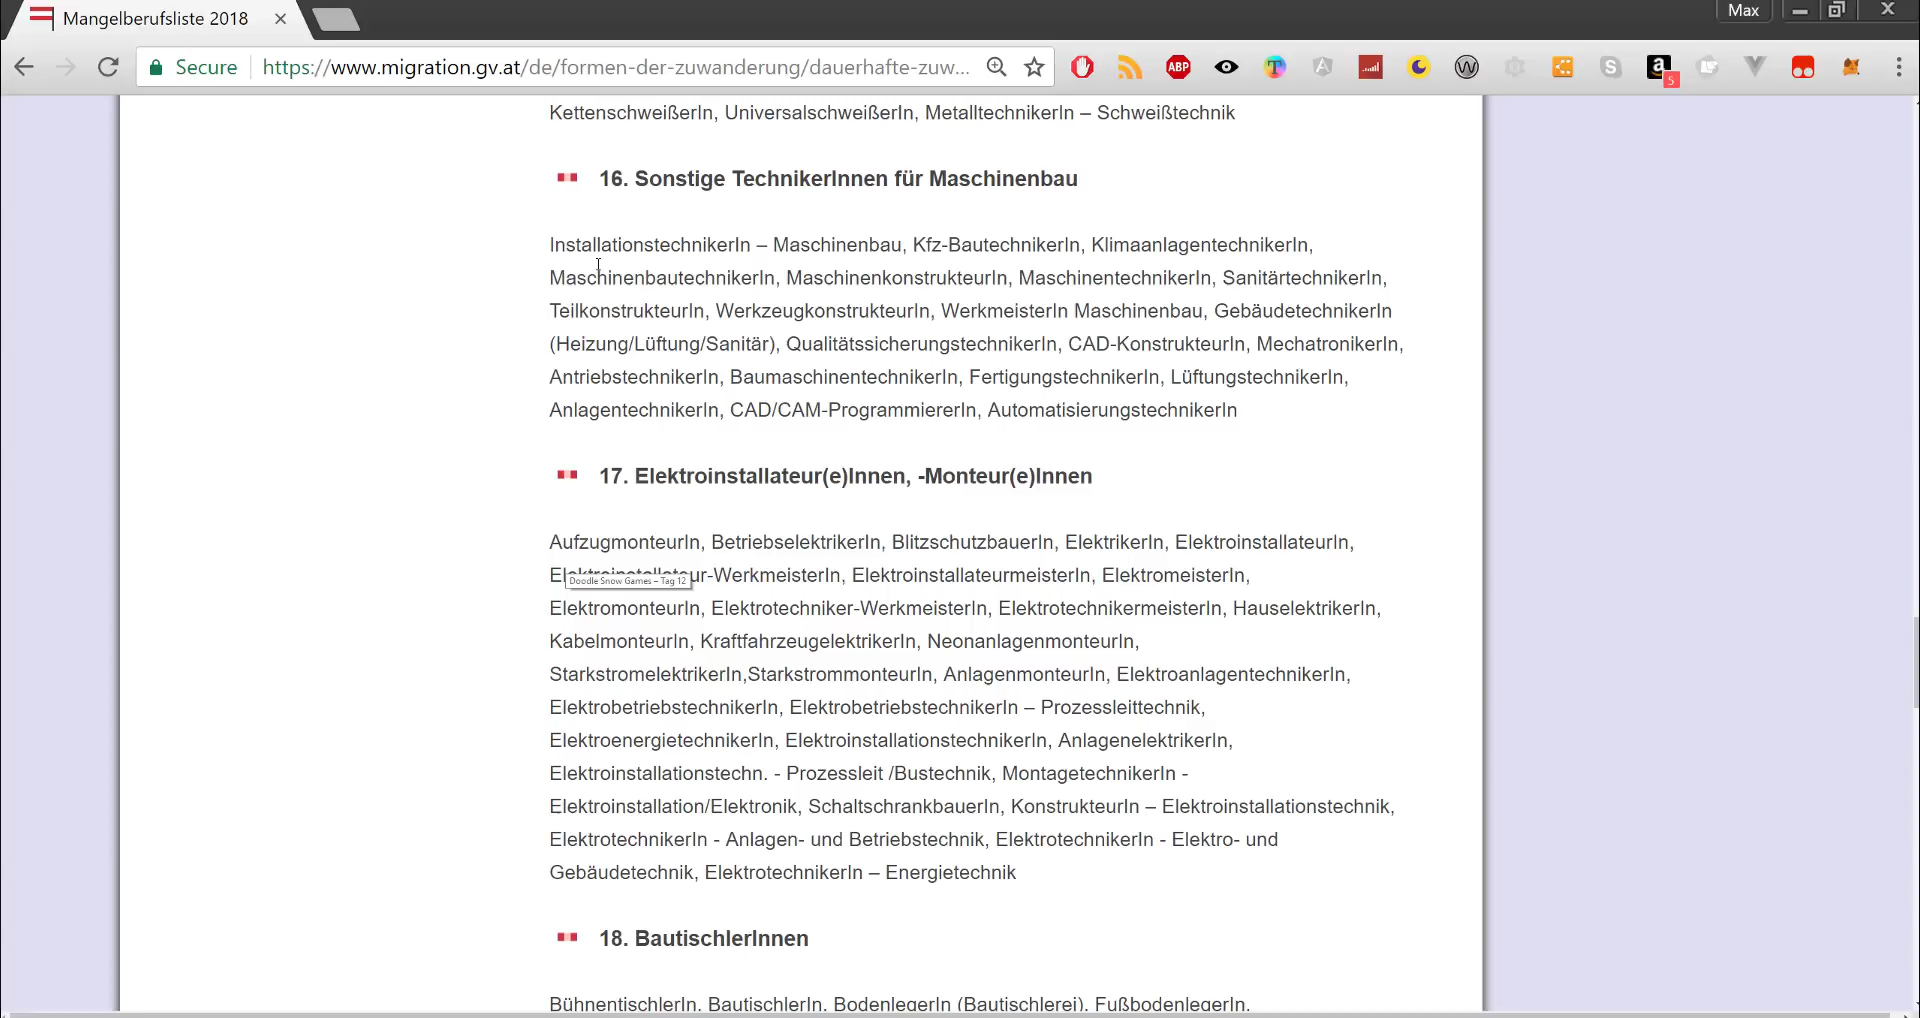 Mangelberufsliste 2018
Max
Secure
https://www.migration.gv.at/de/formen-der-zuwanderung/dauerhafte-zuw...
ABP
5
KettenschweißerIn, UniversalschweißerIn, MetalltechnikerIn – Schweißtechnik
16. Sonstige TechnikerInnen für Maschinenbau
InstallationstechnikerIn – Maschinenbau, Kfz-BautechnikerIn, KlimaanlagentechnikerIn,
MaschinenbautechnikerIn, MaschinenkonstrukteurIn, MaschinentechnikerIn, SanitärtechnikerIn,
TeilkonstrukteurIn, WerkzeugkonstrukteurIn, WerkmeisterIn Maschinenbau, GebäudetechnikerIn
(Heizung/Lüftung/Sanitär), QualitätssicherungstechnikerIn, CAD-KonstrukteurIn, MechatronikerIn,
AntriebstechnikerIn, BaumaschinentechnikerIn, FertigungstechnikerIn, LüftungstechnikerIn,
AnlagentechnikerIn, CAD/CAM-ProgrammiererIn, AutomatisierungstechnikerIn
17. Elektroinstallateur(e)Innen, -Monteur(e)Innen
AufzugmonteurIn, BetriebselektrikerIn, BlitzschutzbauerIn, ElektrikerIn, ElektroinstallateurIn,
Elektroinstallateur-WerkmeisterIn, ElektroinstallateurmeisterIn, ElektromeisterIn,
Doodle Snow Games – Tag 12
ElektromonteurIn, Elektrotechniker-WerkmeisterIn, ElektrotechnikermeisterIn, HauselektrikerIn,
KabelmonteurIn, KraftfahrzeugelektrikerIn, NeonanlagenmonteurIn,
StarkstromelektrikerIn,StarkstrommonteurIn, AnlagenmonteurIn, ElektroanlagentechnikerIn,
ElektrobetriebstechnikerIn, ElektrobetriebstechnikerIn – Prozessleittechnik,
ElektroenergietechnikerIn, ElektroinstallationstechnikerIn, AnlagenelektrikerIn,
Elektroinstallationstechn. - Prozessleit /Bustechnik, MontagetechnikerIn -
Elektroinstallation/Elektronik, SchaltschrankbauerIn, KonstrukteurIn – Elektroinstallationstechnik,
ElektrotechnikerIn - Anlagen- und Betriebstechnik, ElektrotechnikerIn - Elektro- und
Gebäudetechnik, ElektrotechnikerIn – Energietechnik
18. BautischlerInnen
BühnentischlerIn, BautischlerIn, BodenlegerIn (Bautischlerei), FußbodenlegerIn,